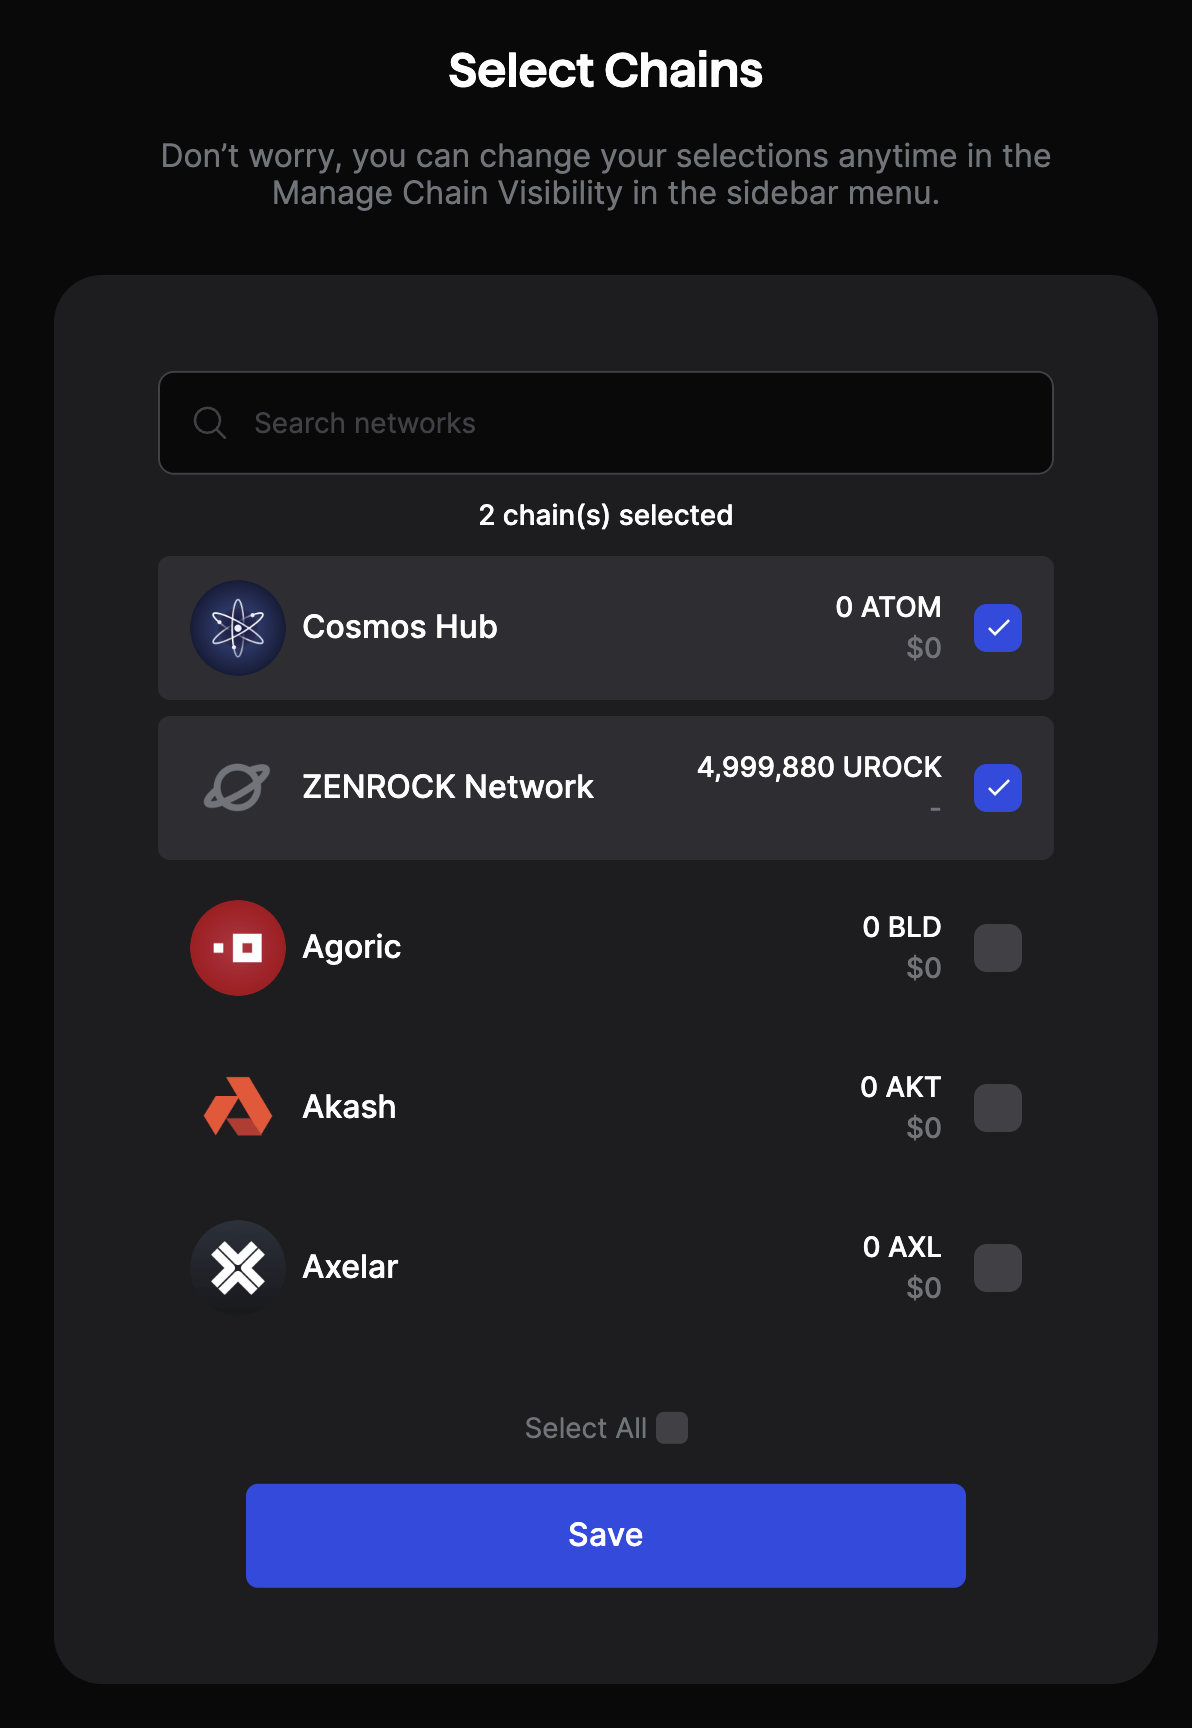 Select Chains
Don’t worry, you can change your selections anytime in the
Manage Chain Visibility in the sidebar menu.
Search networks
2 chain(s) selected
Cosmos Hub
0 ATOM
$0
ZENROCK Network
4,999,880 UROCK
-
Agoric
0 BLD
$0
Akash
0 AKT
$0
Axelar
0 AXL
$0
Select All
Save